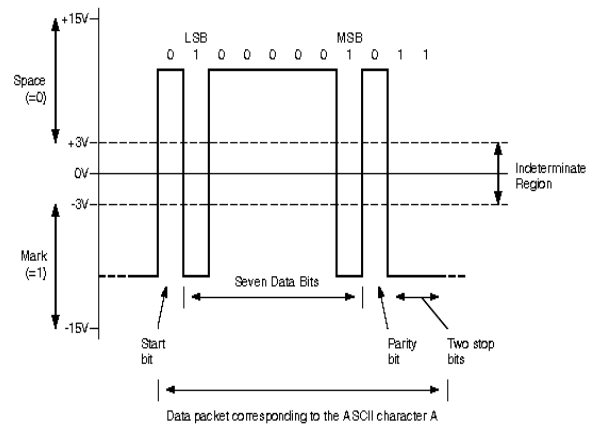 +15V
LSB
MSB
0 1 0 0 0 0 0 1 0 1 1
Space
(=0)
+3V
0V
-3V
Indeterminate
Region
Mark
(=1)
Seven Data Bits
-15V
Start
bit
Parity
bit
Two stop
bits
Data packet corresponding to the ASCII character A